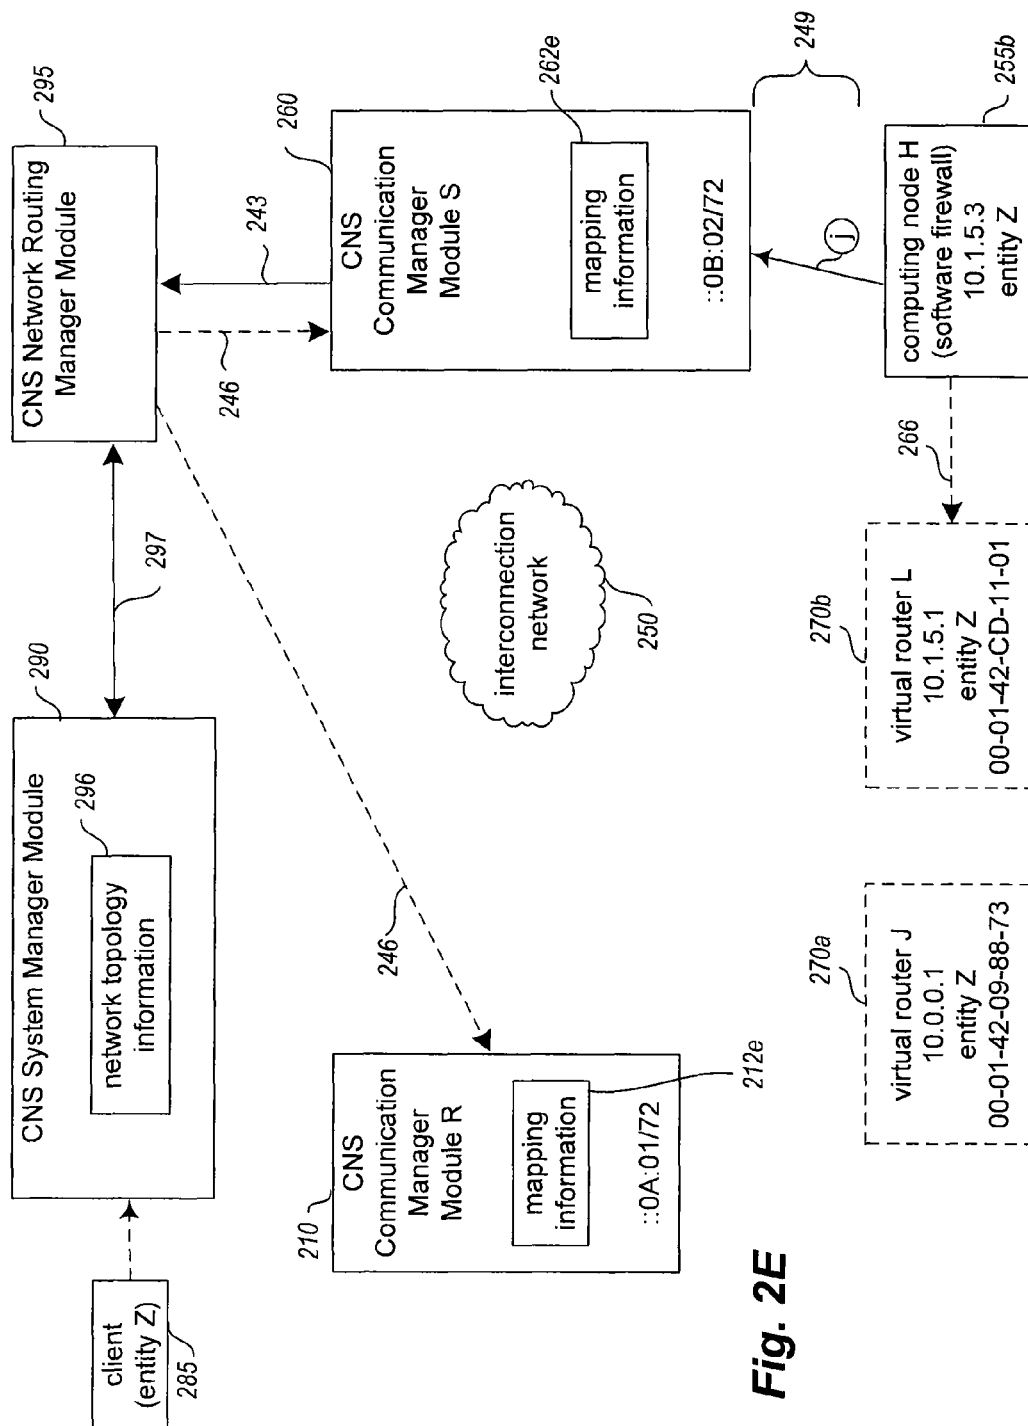 client
(entity Z)
285
290
CNS System Manager Module
296
network topology
information
297
295
CNS Network Routing
Manager Module
246
243
246
210
CNS
Communication
Manager
Module R
mapping
information
212e
::0A:01/72
interconnection
network
250
260
CNS
Communication
Manager
Module S
262e
mapping
information
::0B:02/72
249
j
Fig. 2E
270a
virtual router J
10.0.0.1
entity Z
00-01-42-09-88-73
270b
virtual router L
10.1.5.1
entity Z
00-01-42-CD-11-01
266
computing node H
(software firewall)
10.1.5.3
entity Z
255b